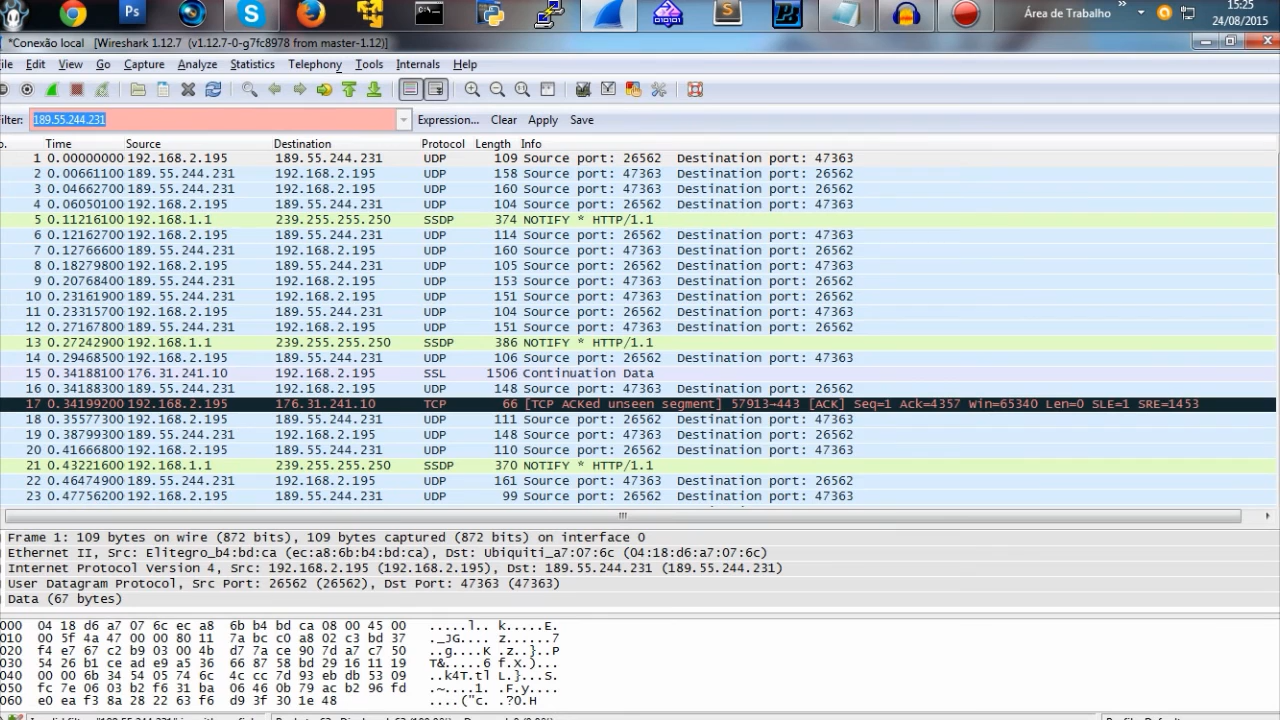 Ps
S
Pr
Área de Trabalho
»
15:25
24/08/2015
*Conexão local   [Wireshark 1.12.7  (v1.12.7-0-g7fc8978 from master-1.12)]
ile Edit View Go Capture Analyze Statistics Telephony Tools Internals Help
ilter: 189.55.244.231 Expression... Clear Apply Save
o. Time Source Destination Protocol Length Info
1 0.00000000 192.168.2.195 189.55.244.231 UDP 109 Source port: 26562  Destination port: 47363
2 0.00661100 189.55.244.231 192.168.2.195 UDP 158 Source port: 47363  Destination port: 26562
3 0.04662700 189.55.244.231 192.168.2.195 UDP 160 Source port: 47363  Destination port: 26562
4 0.06050100 192.168.2.195 189.55.244.231 UDP 104 Source port: 26562  Destination port: 47363
5 0.11216100 192.168.1.1 239.255.255.250 SSDP 374 NOTIFY * HTTP/1.1
6 0.12162700 192.168.2.195 189.55.244.231 UDP 114 Source port: 26562  Destination port: 47363
7 0.12766600 189.55.244.231 192.168.2.195 UDP 160 Source port: 47363  Destination port: 26562
8 0.18279800 192.168.2.195 189.55.244.231 UDP 105 Source port: 26562  Destination port: 47363
9 0.20768400 189.55.244.231 192.168.2.195 UDP 153 Source port: 47363  Destination port: 26562
10 0.23161900 189.55.244.231 192.168.2.195 UDP 151 Source port: 47363  Destination port: 26562
11 0.23315700 192.168.2.195 189.55.244.231 UDP 104 Source port: 26562  Destination port: 47363
12 0.27167800 189.55.244.231 192.168.2.195 UDP 151 Source port: 47363  Destination port: 26562
13 0.27242900 192.168.1.1 239.255.255.250 SSDP 386 NOTIFY * HTTP/1.1
14 0.29468500 192.168.2.195 189.55.244.231 UDP 106 Source port: 26562  Destination port: 47363
15 0.34188100 176.31.241.10 192.168.2.195 SSL 1506 Continuation Data
16 0.34188300 189.55.244.231 192.168.2.195 UDP 148 Source port: 47363  Destination port: 26562
17 0.34199200 192.168.2.195 176.31.241.10 TCP 66 [TCP ACKed unseen segment] 57913→443 [ACK] Seq=1 Ack=4357 Win=65340 Len=0 SLE=1 SRE=1453
18 0.35577300 192.168.2.195 189.55.244.231 UDP 111 Source port: 26562  Destination port: 47363
19 0.38799300 189.55.244.231 192.168.2.195 UDP 148 Source port: 47363  Destination port: 26562
20 0.41666800 192.168.2.195 189.55.244.231 UDP 110 Source port: 26562  Destination port: 47363
21 0.43221600 192.168.1.1 239.255.255.250 SSDP 370 NOTIFY * HTTP/1.1
22 0.46474900 189.55.244.231 192.168.2.195 UDP 161 Source port: 47363  Destination port: 26562
23 0.47756200 192.168.2.195 189.55.244.231 UDP 99 Source port: 26562  Destination port: 47363
Frame 1: 109 bytes on wire (872 bits), 109 bytes captured (872 bits) on interface 0
Ethernet II, Src: Elitegro_b4:bd:ca (ec:a8:6b:b4:bd:ca), Dst: Ubiquiti_a7:07:6c (04:18:d6:a7:07:6c)
Internet Protocol Version 4, Src: 192.168.2.195 (192.168.2.195), Dst: 189.55.244.231 (189.55.244.231)
User Datagram Protocol, Src Port: 26562 (26562), Dst Port: 47363 (47363)
Data (67 bytes)
000  04 18 d6 a7 07 6c ec a8  6b b4 bd ca 08 00 45 00   .....l.. k.....E.
010  00 5f 4a 47 00 00 80 11  7a bc c0 a8 02 c3 bd 37   ._JG.... z......7
020  f4 e7 67 c2 b9 03 00 4b  d7 7a ce 90 7d a7 c7 50   ..g....K .z..}..P
030  54 26 b1 ce ad e9 a5 36  66 87 58 bd 29 16 11 19   T&.....6 f.X.)...
040  00 00 6b 34 54 05 74 6c  4c cc 7d 93 eb db 53 09   ..k4T.tl L.}...S.
050  fc 7e 06 03 b2 f6 31 ba  06 46 0b 79 ac b2 96 fd   .~....1. .F.y....
060  e0 ea f3 8a 28 22 63 f6  d9 3f 30 1e 48   ....("c. .?0.H